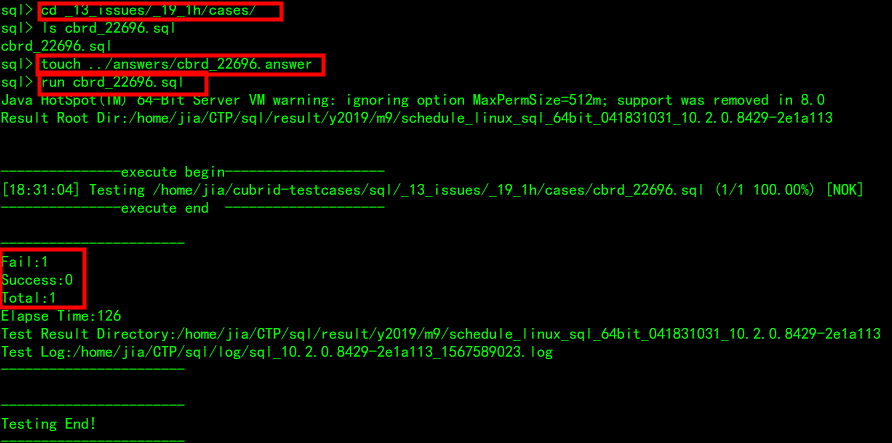 sql> cd _13_issues/_19_1h/cases/
sql> ls cbrd_22696.sql
cbrd_22696.sql
sql> touch ../answers/cbrd_22696.answer
sql> run cbrd_22696.sql
Java HotSpot(TM) 64-Bit Server VM warning: ignoring option MaxPermSize=512m; support was removed in 8.0
Result Root Dir:/home/jia/CTP/sql/result/y2019/m9/schedule_linux_sql_64bit_041831031_10.2.0.8429-2e1a113
---------------execute begin--------------------
[18:31:04] Testing /home/jia/cubrid-testcases/sql/_13_issues/_19_1h/cases/cbrd_22696.sql (1/1 100.00%) [NOK]
---------------execute end  --------------------
-----------------------
Fail:1
Success:0
Total:1
Elapse Time:126
Test Result Directory:/home/jia/CTP/sql/result/y2019/m9/schedule_linux_sql_64bit_041831031_10.2.0.8429-2e1a113
Test Log:/home/jia/CTP/sql/log/sql_10.2.0.8429-2e1a113_1567589023.log
-----------------------
-----------------------
Testing End!
-----------------------